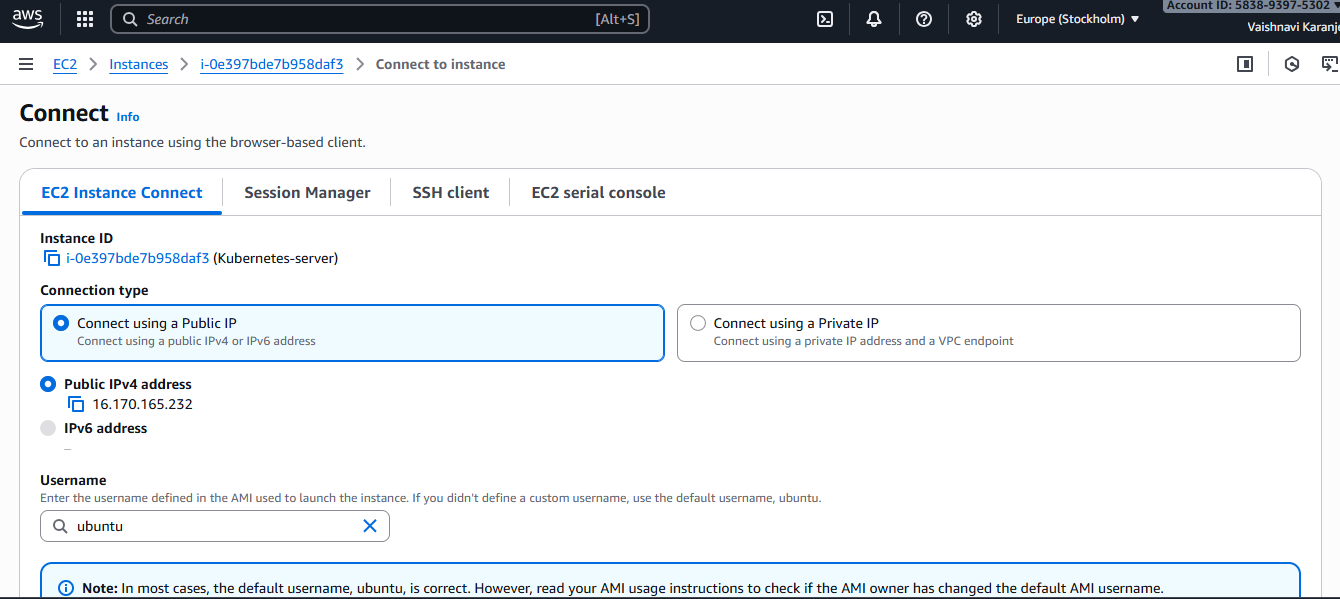 aws Search [Alt+S] Europe (Stockholm) Account ID: 5838-9397-5302
Vaishnavi Karanje
EC2 Instances i-0e397bde7b958daf3 Connect to instance
Connect Info
Connect to an instance using the browser-based client.
EC2 Instance Connect Session Manager SSH client EC2 serial console
Instance ID
i-0e397bde7b958daf3 (Kubernetes-server)
Connection type
Connect using a Public IP
Connect using a public IPv4 or IPv6 address
Connect using a Private IP
Connect using a private IP address and a VPC endpoint
Public IPv4 address
16.170.165.232
IPv6 address
–
Username
Enter the username defined in the AMI used to launch the instance. If you didn't define a custom username, use the default username, ubuntu.
ubuntu
Note: In most cases, the default username, ubuntu, is correct. However, read your AMI usage instructions to check if the AMI owner has changed the default AMI username.